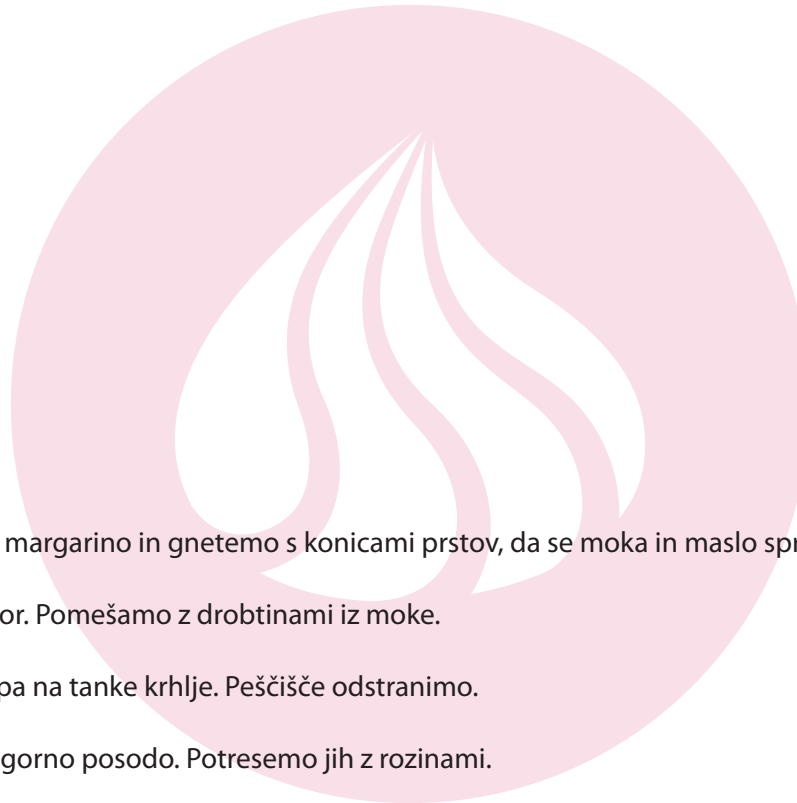 margarino in gnetemo s konicami prstov, da se moka in maslo spr
or. Pomešamo z drobtinami iz moke.
pa na tanke krhlje. Peščišče odstranimo.
gorno posodo. Potresemo jih z rozinami.